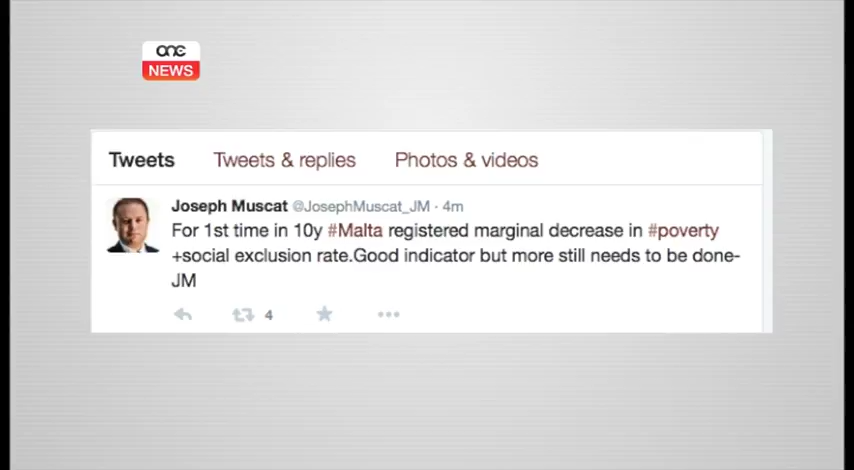 one
NEWS
Tweets Tweets & replies Photos & videos
Joseph Muscat @JosephMuscat_JM · 4m
For 1st time in 10y #Malta registered marginal decrease in #poverty
+social exclusion rate.Good indicator but more still needs to be done-
JM
4